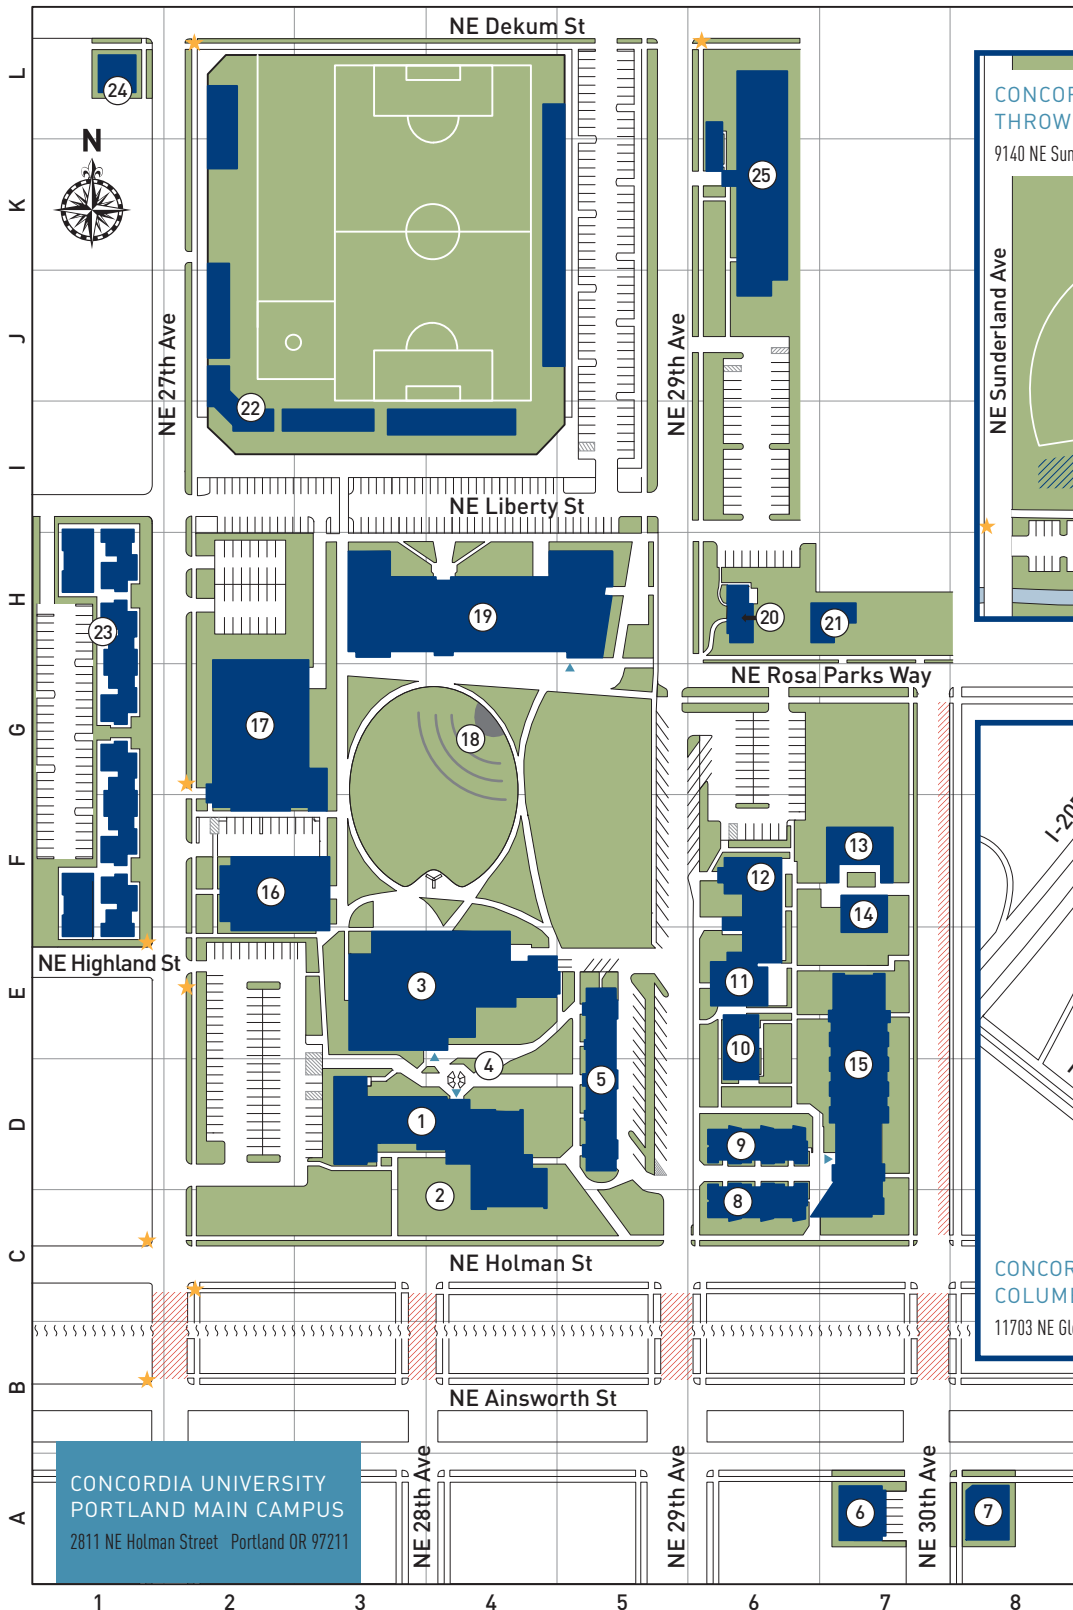 NE Dekum St
L
24
CONCOR
THROW
9140 NE Sun
N
25
K
NE Sunderland Ave
J
NE 27th Ave
NE 29th Ave
22
I
NE Liberty St
H
23
19
20
21
NE Rosa Parks Way
G
17
18
I-205
F
13
12
16
14
NE Highland St
E
3
11
10
4
5
15
D
1
9
2
8
C
NE Holman St
CONCOR
COLUM
11703 NE Gl
B
NE Ainsworth St
CONCORDIA UNIVERSITY
PORTLAND MAIN CAMPUS
2811 NE Holman Street Portland OR 97211
NE 28th Ave
NE 29th Ave
NE 30th Ave
A
6
7
1 2 3 4 5 6 7 8